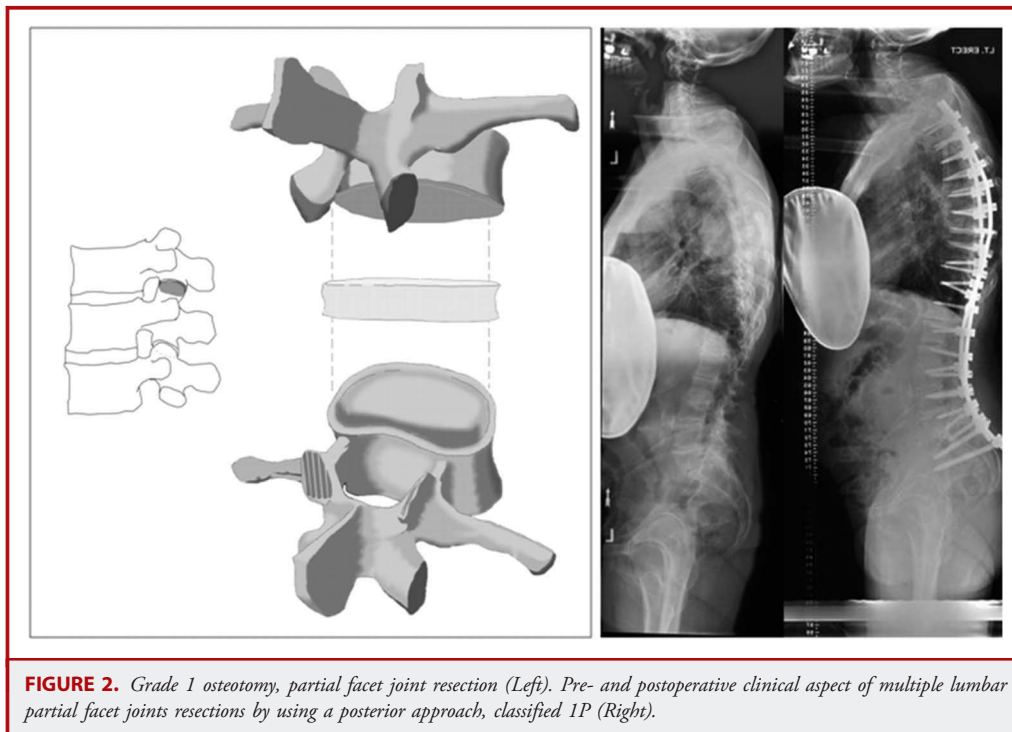 LT. ERECT
L
L
FIGURE 2. Grade 1 osteotomy, partial facet joint resection (Left). Pre- and postoperative clinical aspect of multiple lumbar
partial facet joints resections by using a posterior approach, classified 1P (Right).